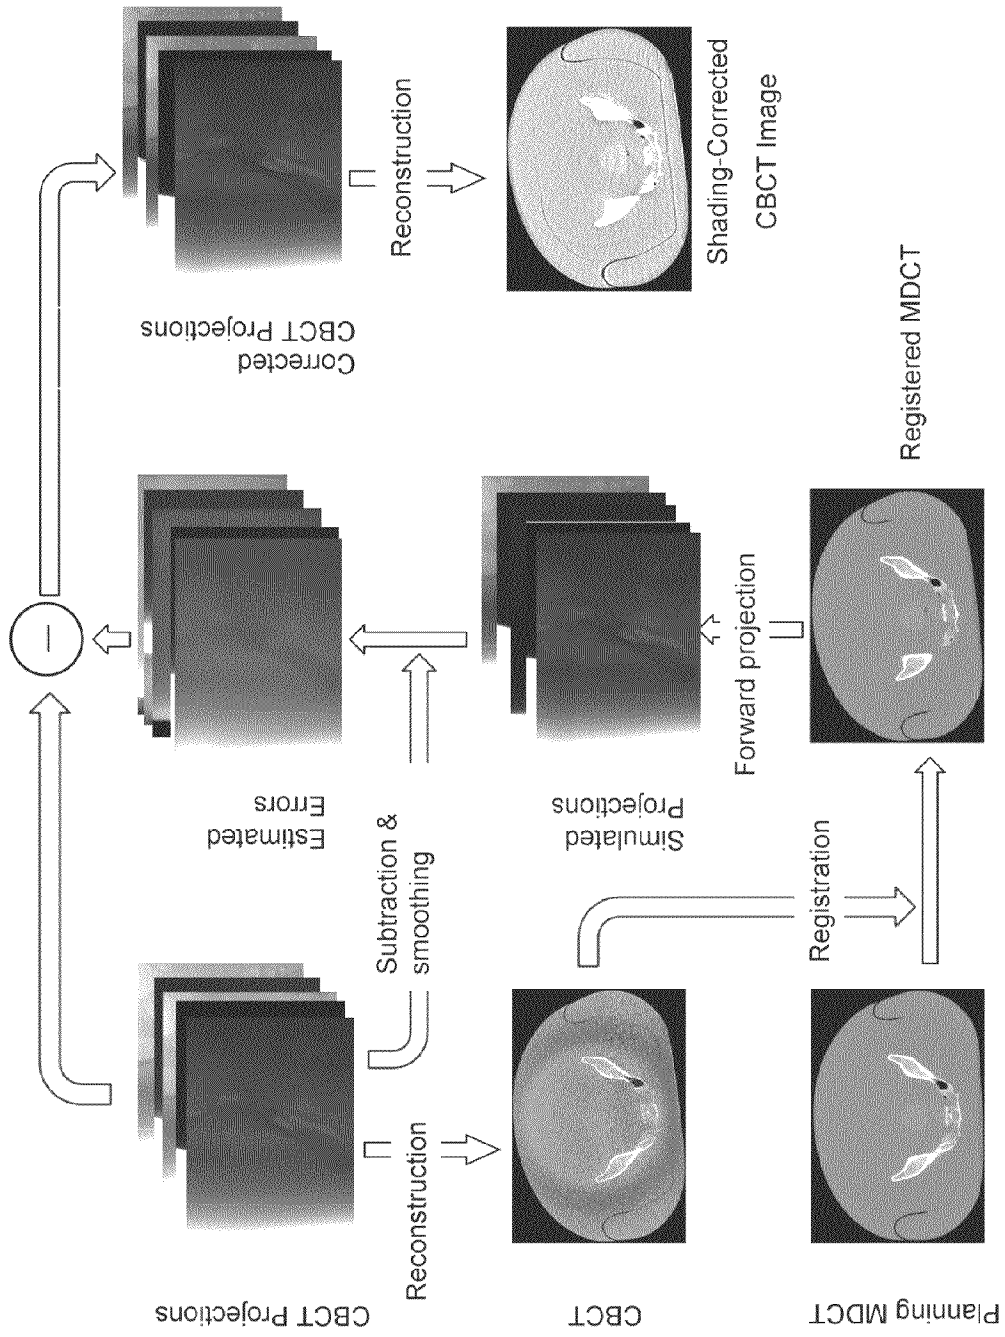 CBCT Projections
Reconstruction
CBCT
Planning MDCT
Subtraction &
smoothing
Registration
Estimated
Errors
Simulated
Projections
Forward projection
Registered MDCT
Corrected
CBCT Projections
Reconstruction
Shading-Corrected
CBCT Image
−